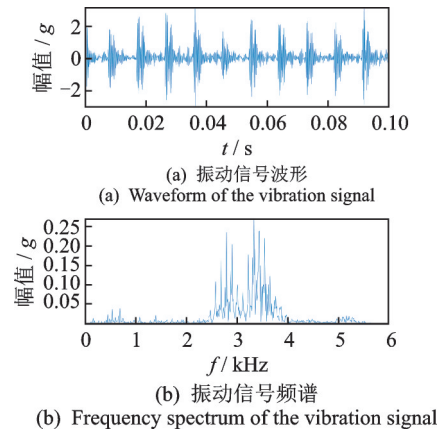 幅值 / g
2
0
−2
0
0.02
0.04
0.06
0.08
0.10
t / s
(a) 振动信号波形
(a) Waveform of the vibration signal
幅值 / g
0.25
0.20
0.15
0.10
0.05
0
1
2
3
4
5
6
f / kHz
(b) 振动信号频谱
(b) Frequency spectrum of the vibration signal